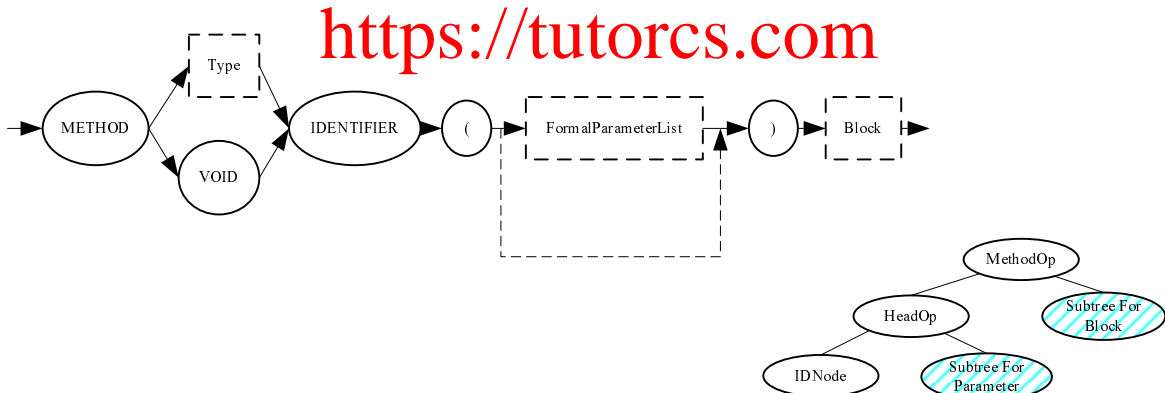 https://tutorcs.com
Type
METHOD
IDENTIFIER
(
FormalParameterList
)
Block
VOID
MethodOp
HeadOp
Subtree For
Block
IDNode
Subtree For
Parameter